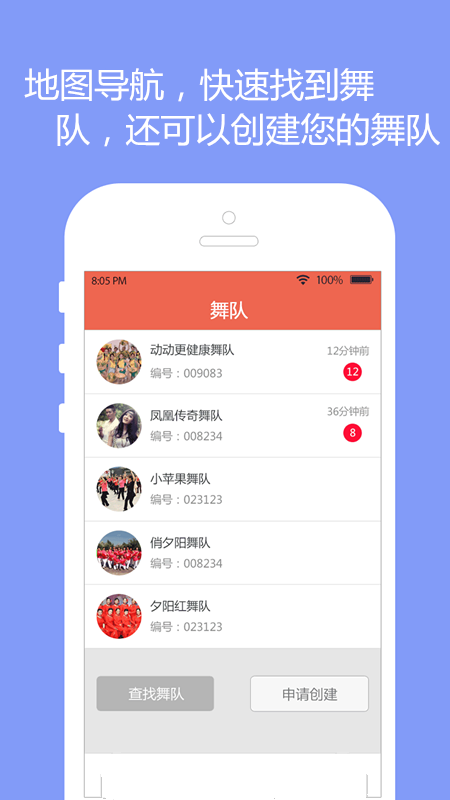 地图导航，快速找到舞
队，还可以创建您的舞队
8:05 PM 100%
舞队
动动更健康舞队 12分钟前
编号：009083 12
凤凰传奇舞队 36分钟前
编号：008234 8
小苹果舞队
编号：023123
俏夕阳舞队
编号：008234
夕阳红舞队
编号：023123
查找舞队 申请创建